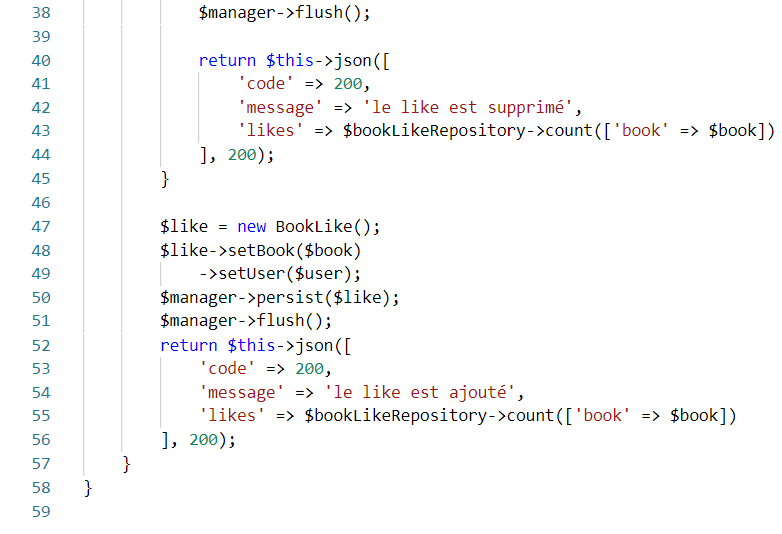 38 $manager->flush();
39
40 return $this->json([
41 'code' => 200,
42 'message' => 'le like est supprimé',
43 'likes' => $bookLikeRepository->count(['book' => $book])
44 ], 200);
45 }
46
47 $like = new BookLike();
48 $like->setBook($book)
49 ->setUser($user);
50 $manager->persist($like);
51 $manager->flush();
52 return $this->json([
53 'code' => 200,
54 'message' => 'le like est ajouté',
55 'likes' => $bookLikeRepository->count(['book' => $book])
56 ], 200);
57 }
58 }
59